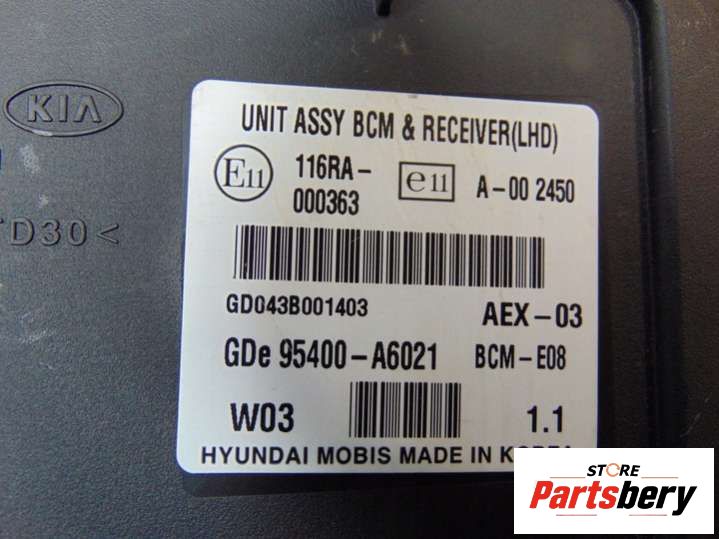 KIA
UNIT ASSY BCM & RECEIVER(LHD)
E11 116RA-000363 e11 A-00 2450
TD30<
GD043B001403 AEX-03
GDe 95400-A6021 BCM-E08
W03 1.1
HYUNDAI MOBIS MADE IN KOREA
STORE
Partsbery